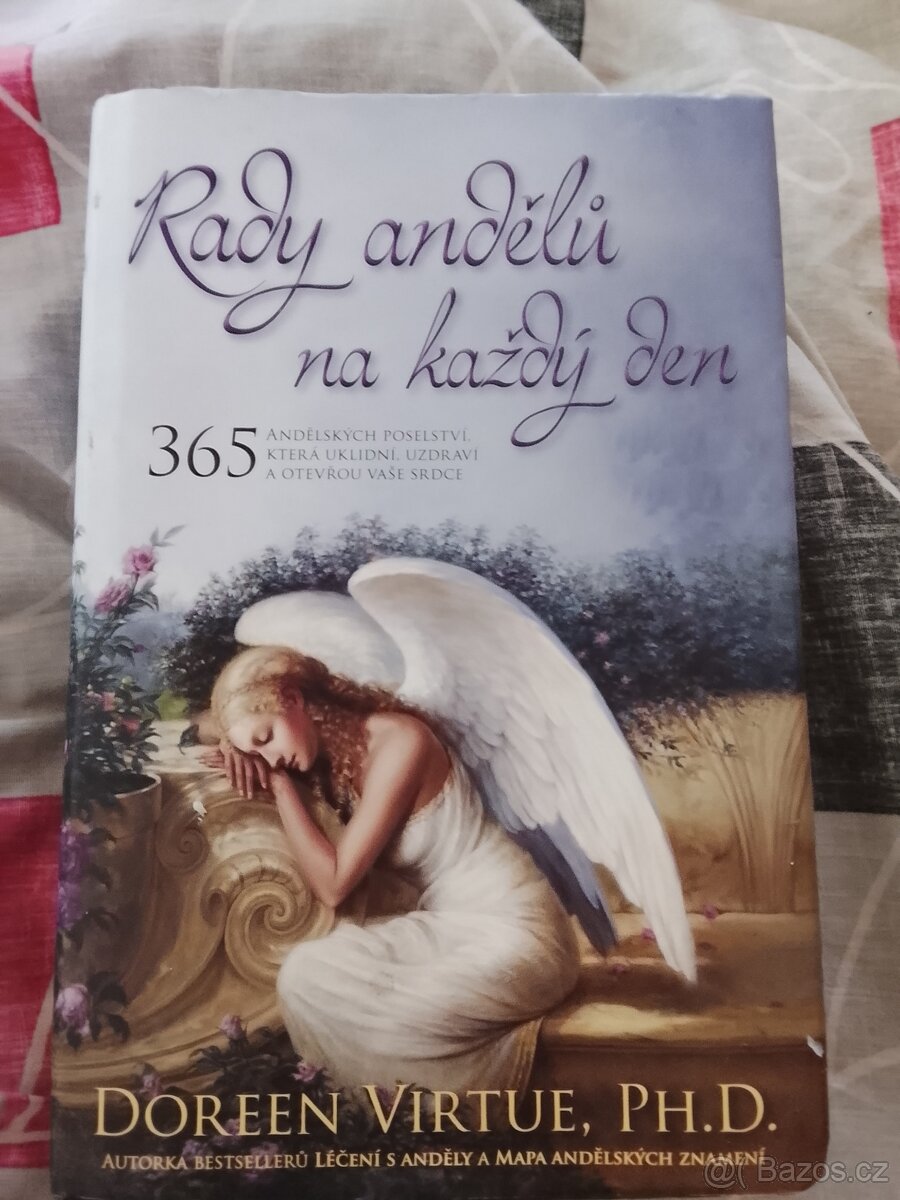 Rady andělů
na každý den
365 Andělských poselství,
která uklidní, uzdraví
a otevřou vaše srdce
Doreen Virtue, Ph.D.
Autorka bestsellerů Léčení s anděly a Mapa andělských znamení
@( Bazos.cz